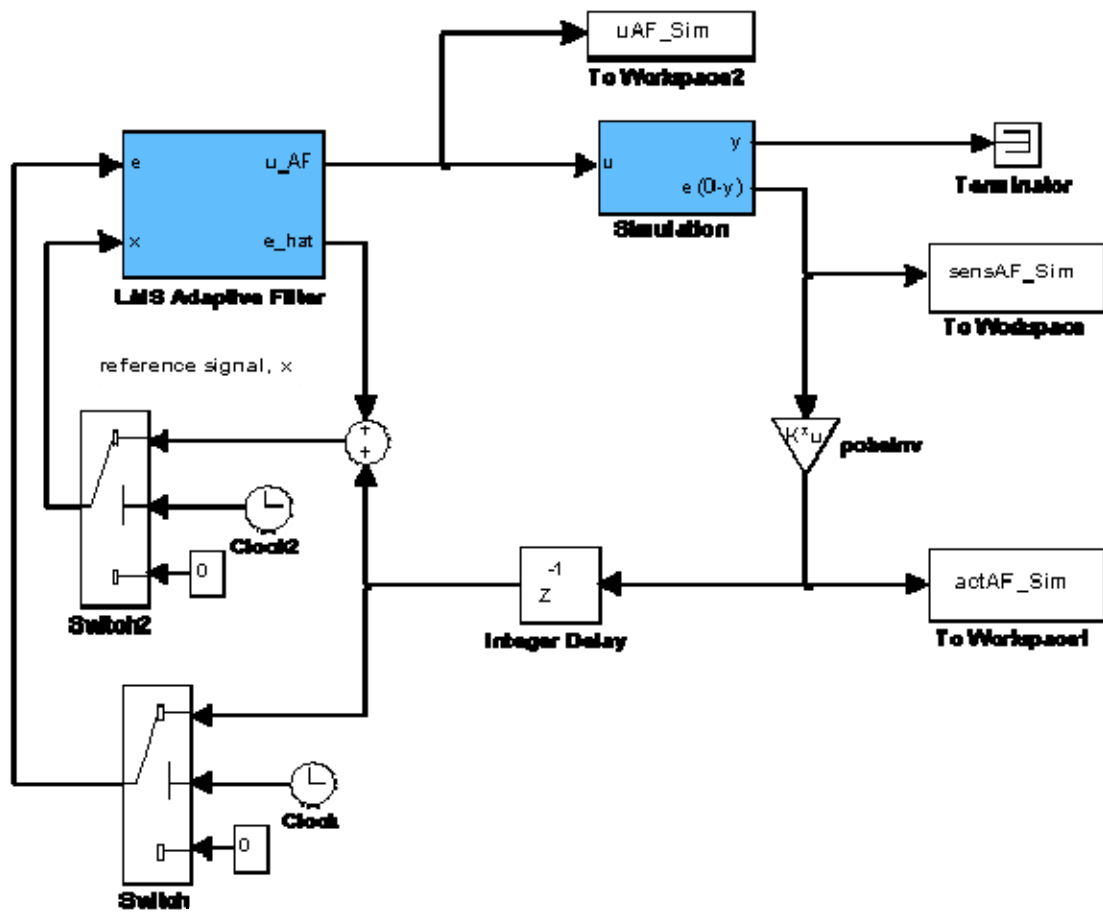 uAF_Sim
To Workspace2
e
u_AF
x
e_hat
LMS Adaptive Filter
u
y
e (0-y)
Simulation
Terminator
sensAF_Sim
To Workspace
reference signal, x
+
+
K*u
Clock2
0
Switch2
-1
Z
Integer Delay
actAF_Sim
To Workspace1
Clock
0
Switch